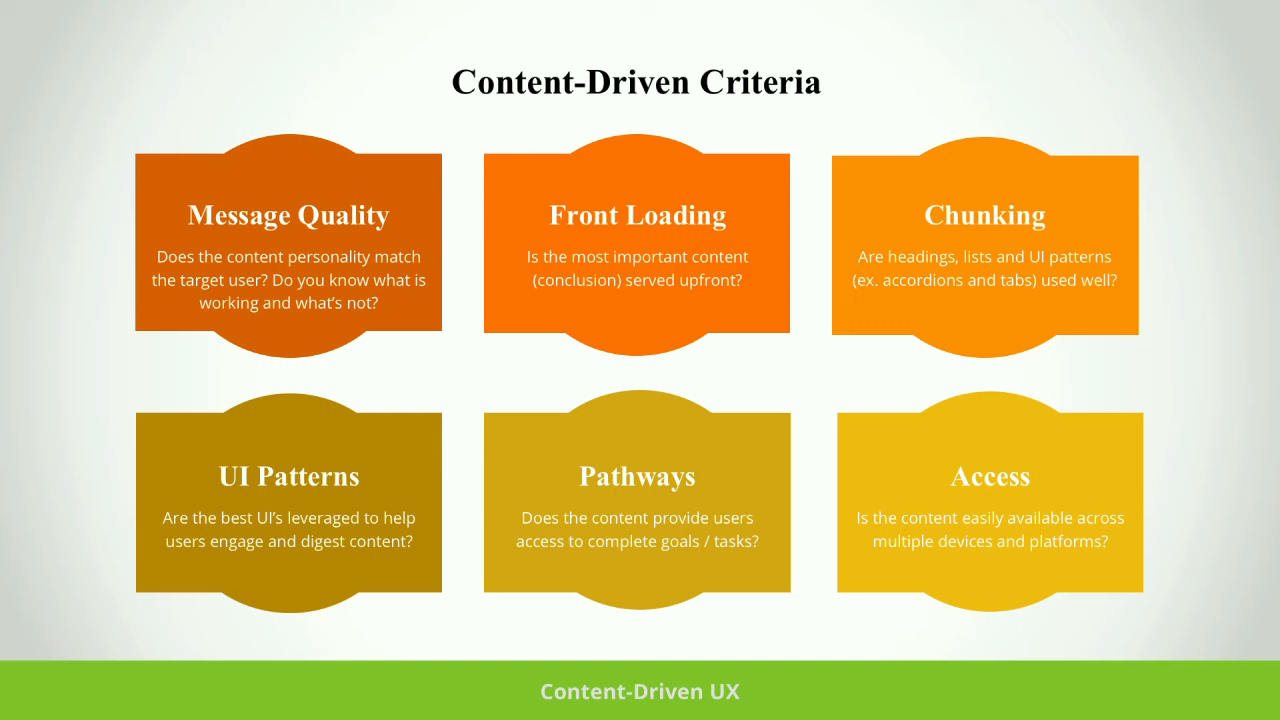 Content-Driven Criteria
Message Quality
Does the content personality match
the target user? Do you know what is
working and what’s not?
Front Loading
Is the most important content
(conclusion) served upfront?
Chunking
Are headings, lists and UI patterns
(ex. accordions and tabs) used well?
UI Patterns
Are the best UI’s leveraged to help
users engage and digest content?
Pathways
Does the content provide users
access to complete goals / tasks?
Access
Is the content easily available across
multiple devices and platforms?
Content-Driven UX